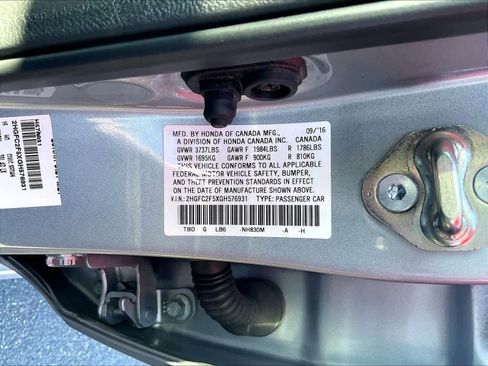 MFD. BY HONDA OF CANADA MFG., 09/'16
A DIVISION OF HONDA CANADA INC. CANADA
GVWR 3737LBS GAWR F 1984LBS R 1786LBS
GVWR 1695KG GAWR F 900KG R 810KG
THIS VEHICLE CONFORMS TO ALL APPLICABLE
FEDERAL MOTOR VEHICLE SAFETY, BUMPER,
AND THEFT PREVENTION STANDARDS IN EFFECT
ON THE DATE OF MANUFACTURE SHOWN ABOVE.
V.I.N.: 2HGFC2F5XGH576931 TYPE: PASSENGER CAR
TBD G LB6 -NH830M -A -H
2HGFC2F5XGH576931